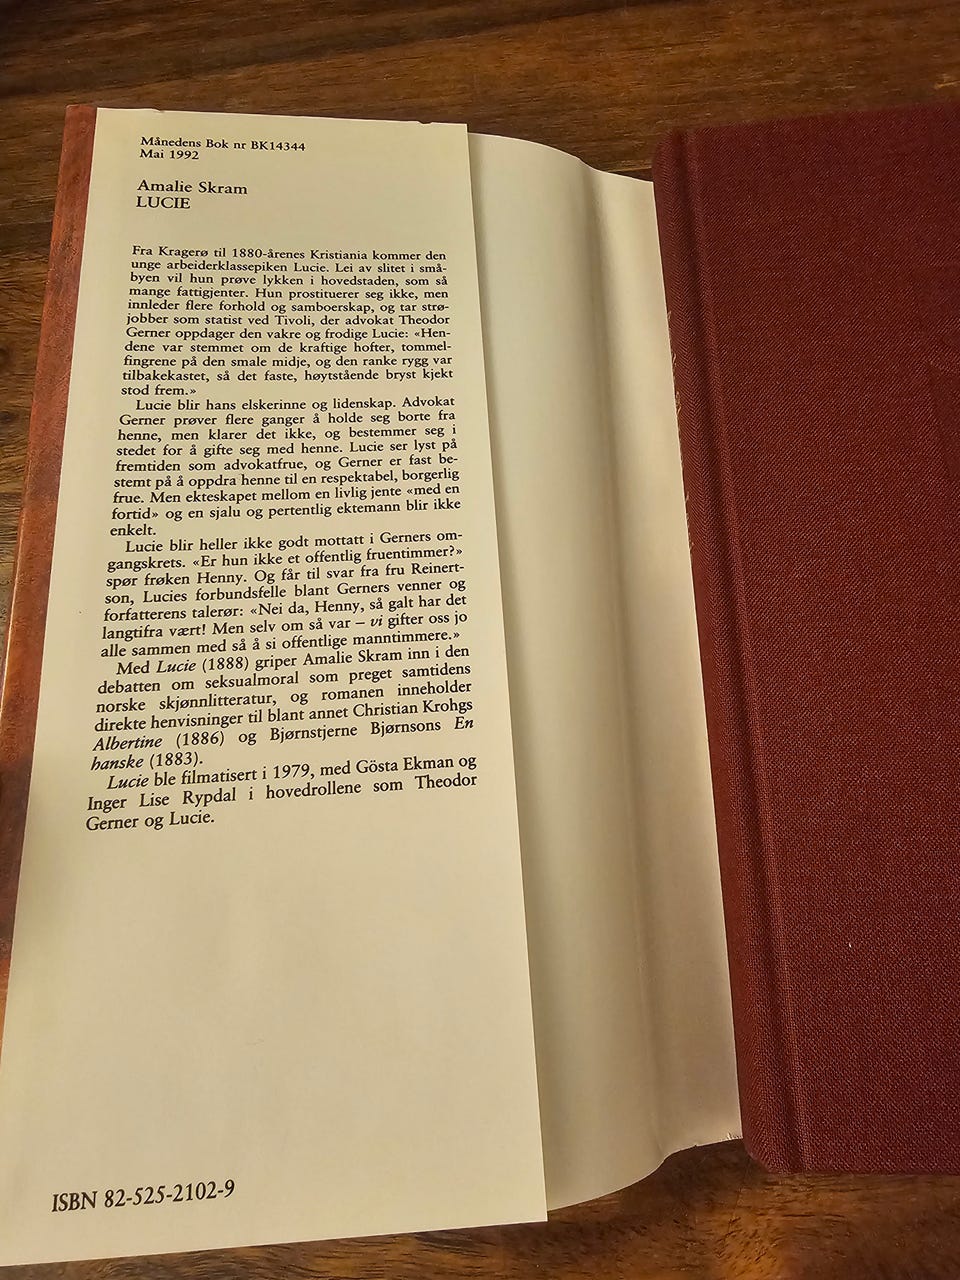 Månedens Bok nr BK14344
Mai 1992
Amalie Skram
LUCIE
Fra Kragerø til 1880-årenes Kristiania kommer den
unge arbeiderklassepiken Lucie. Lei av slitet i små-
byen vil hun prøve lykken i hovedstaden, som så
mange fattigjenter. Hun prostituerer seg ikke, men
innleder flere forhold og samboerskap, og tar strø-
jobber som statist ved Tivoli, der advokat Theodor
Gerner oppdager den vakre og frodige Lucie: «Hen-
dene var stemmet om de kraftige hofter, tommel-
fingrene på den smale midje, og den ranke rygg var
tilbakekastet, så det faste, høytstående bryst kjekt
stod frem.»
Lucie blir hans elskerinne og lidenskap. Advokat
Gerner prøver flere ganger å holde seg borte fra
henne, men klarer det ikke, og bestemmer seg i
stedet for å gifte seg med henne. Lucie ser lyst på
fremtiden som advokatfrue, og Gerner er fast be-
stemt på å oppdra henne til en respektabel, borgerlig
frue. Men ekteskapet mellom en livlig jente «med en
fortid» og en sjalu og pertentlig ektemann blir ikke
enkelt.
Lucie blir heller ikke godt mottatt i Gerners om-
gangskrets. «Er hun ikke et offentlig fruentimmer?»
spør frøken Henny. Og får til svar fra fru Reinert-
son, Lucies forbundsfelle blant Gerners venner og
forfatterens talerør: «Nei da, Henny, så galt har det
langtifra vært! Men selv om så var – vi gifter oss jo
alle sammen med så å si offentlige manntimmere.»
Med Lucie (1888) griper Amalie Skram inn i den
debatten om seksualmoral som preget samtidens
norske skjønnlitteratur, og romanen inneholder
direkte henvisninger til blant annet Christian Krohgs
Albertine (1886) og Bjørnstjerne Bjørnsons En
hanske (1883).
Lucie ble filmatisert i 1979, med Gösta Ekman og
Inger Lise Rypdal i hovedrollene som Theodor
Gerner og Lucie.
ISBN 82-525-2102-9